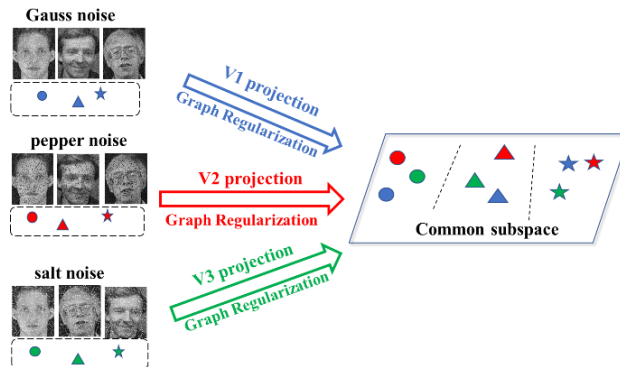 Gauss noise
V1 projection
Graph Regularization
pepper noise
V2 projection
Graph Regularization
Common subspace
salt noise
V3 projection
Graph Regularization